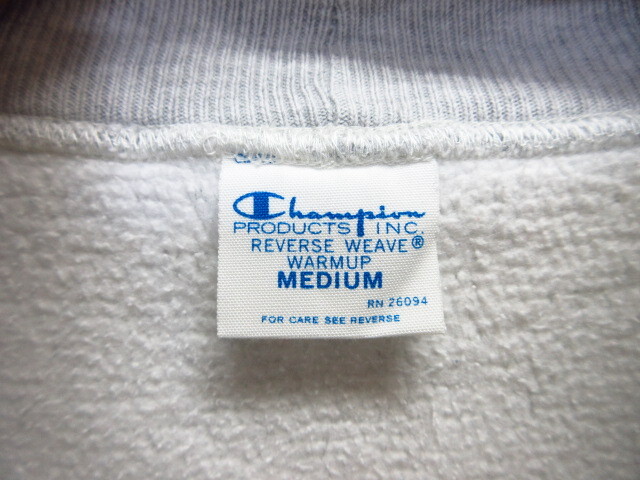 Champion
PRODUCTS INC.
REVERSE WEAVE®
WARMUP
MEDIUM
RN 26094
FOR CARE SEE REVERSE